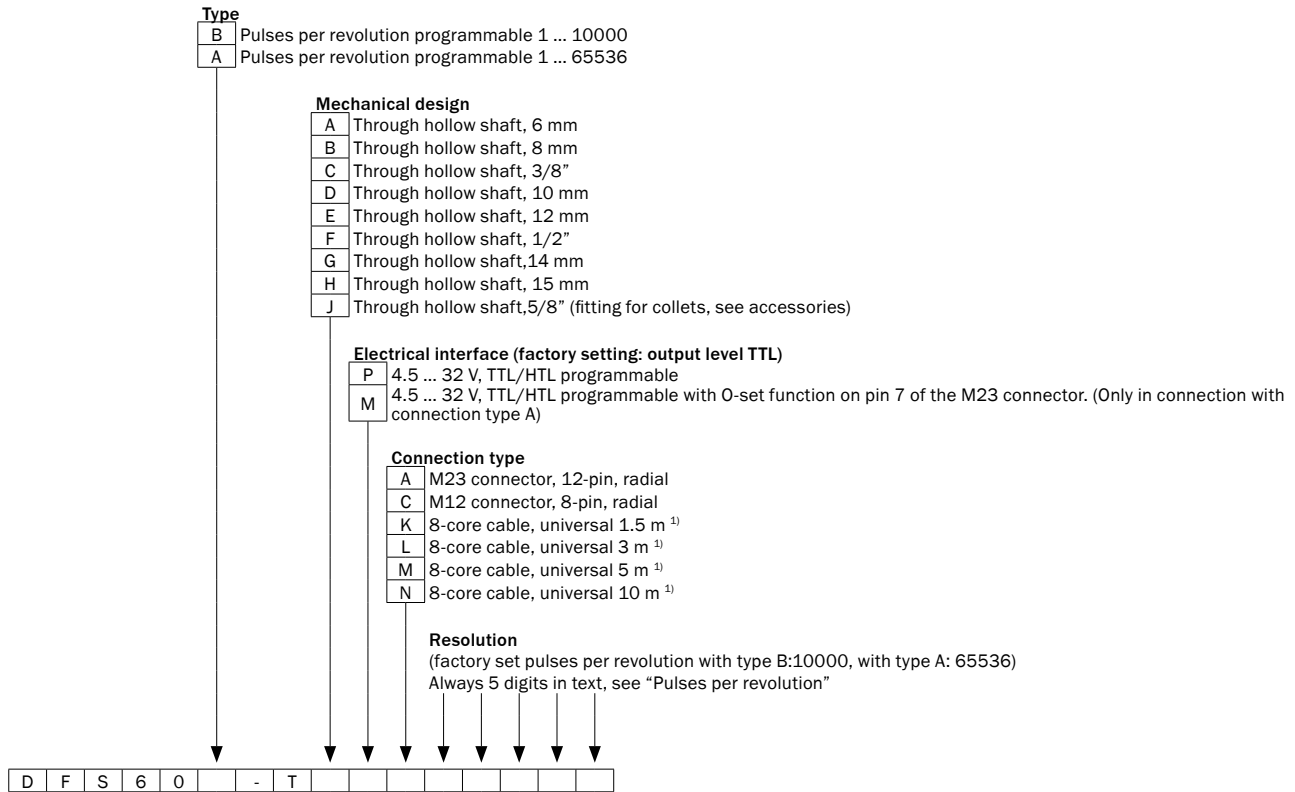 Type
B Pulses per revolution programmable 1 ... 10000
A Pulses per revolution programmable 1 ... 65536
Mechanical design
A Through hollow shaft, 6 mm
B Through hollow shaft, 8 mm
C Through hollow shaft, 3/8”
D Through hollow shaft, 10 mm
E Through hollow shaft, 12 mm
F Through hollow shaft, 1/2”
G Through hollow shaft,14 mm
H Through hollow shaft, 15 mm
J Through hollow shaft,5/8” (fitting for collets, see accessories)
Electrical interface (factory setting: output level TTL)
P 4.5 ... 32 V, TTL/HTL programmable
M 4.5 ... 32 V, TTL/HTL programmable with O-set function on pin 7 of the M23 connector. (Only in connection with
connection type A)
Connection type
A M23 connector, 12-pin, radial
C M12 connector, 8-pin, radial
K 8-core cable, universal 1.5 m 1)
L 8-core cable, universal 3 m 1)
M 8-core cable, universal 5 m 1)
N 8-core cable, universal 10 m 1)
Resolution
(factory set pulses per revolution with type B:10000, with type A: 65536)
Always 5 digits in text, see “Pulses per revolution”
D F S 6 0 - T